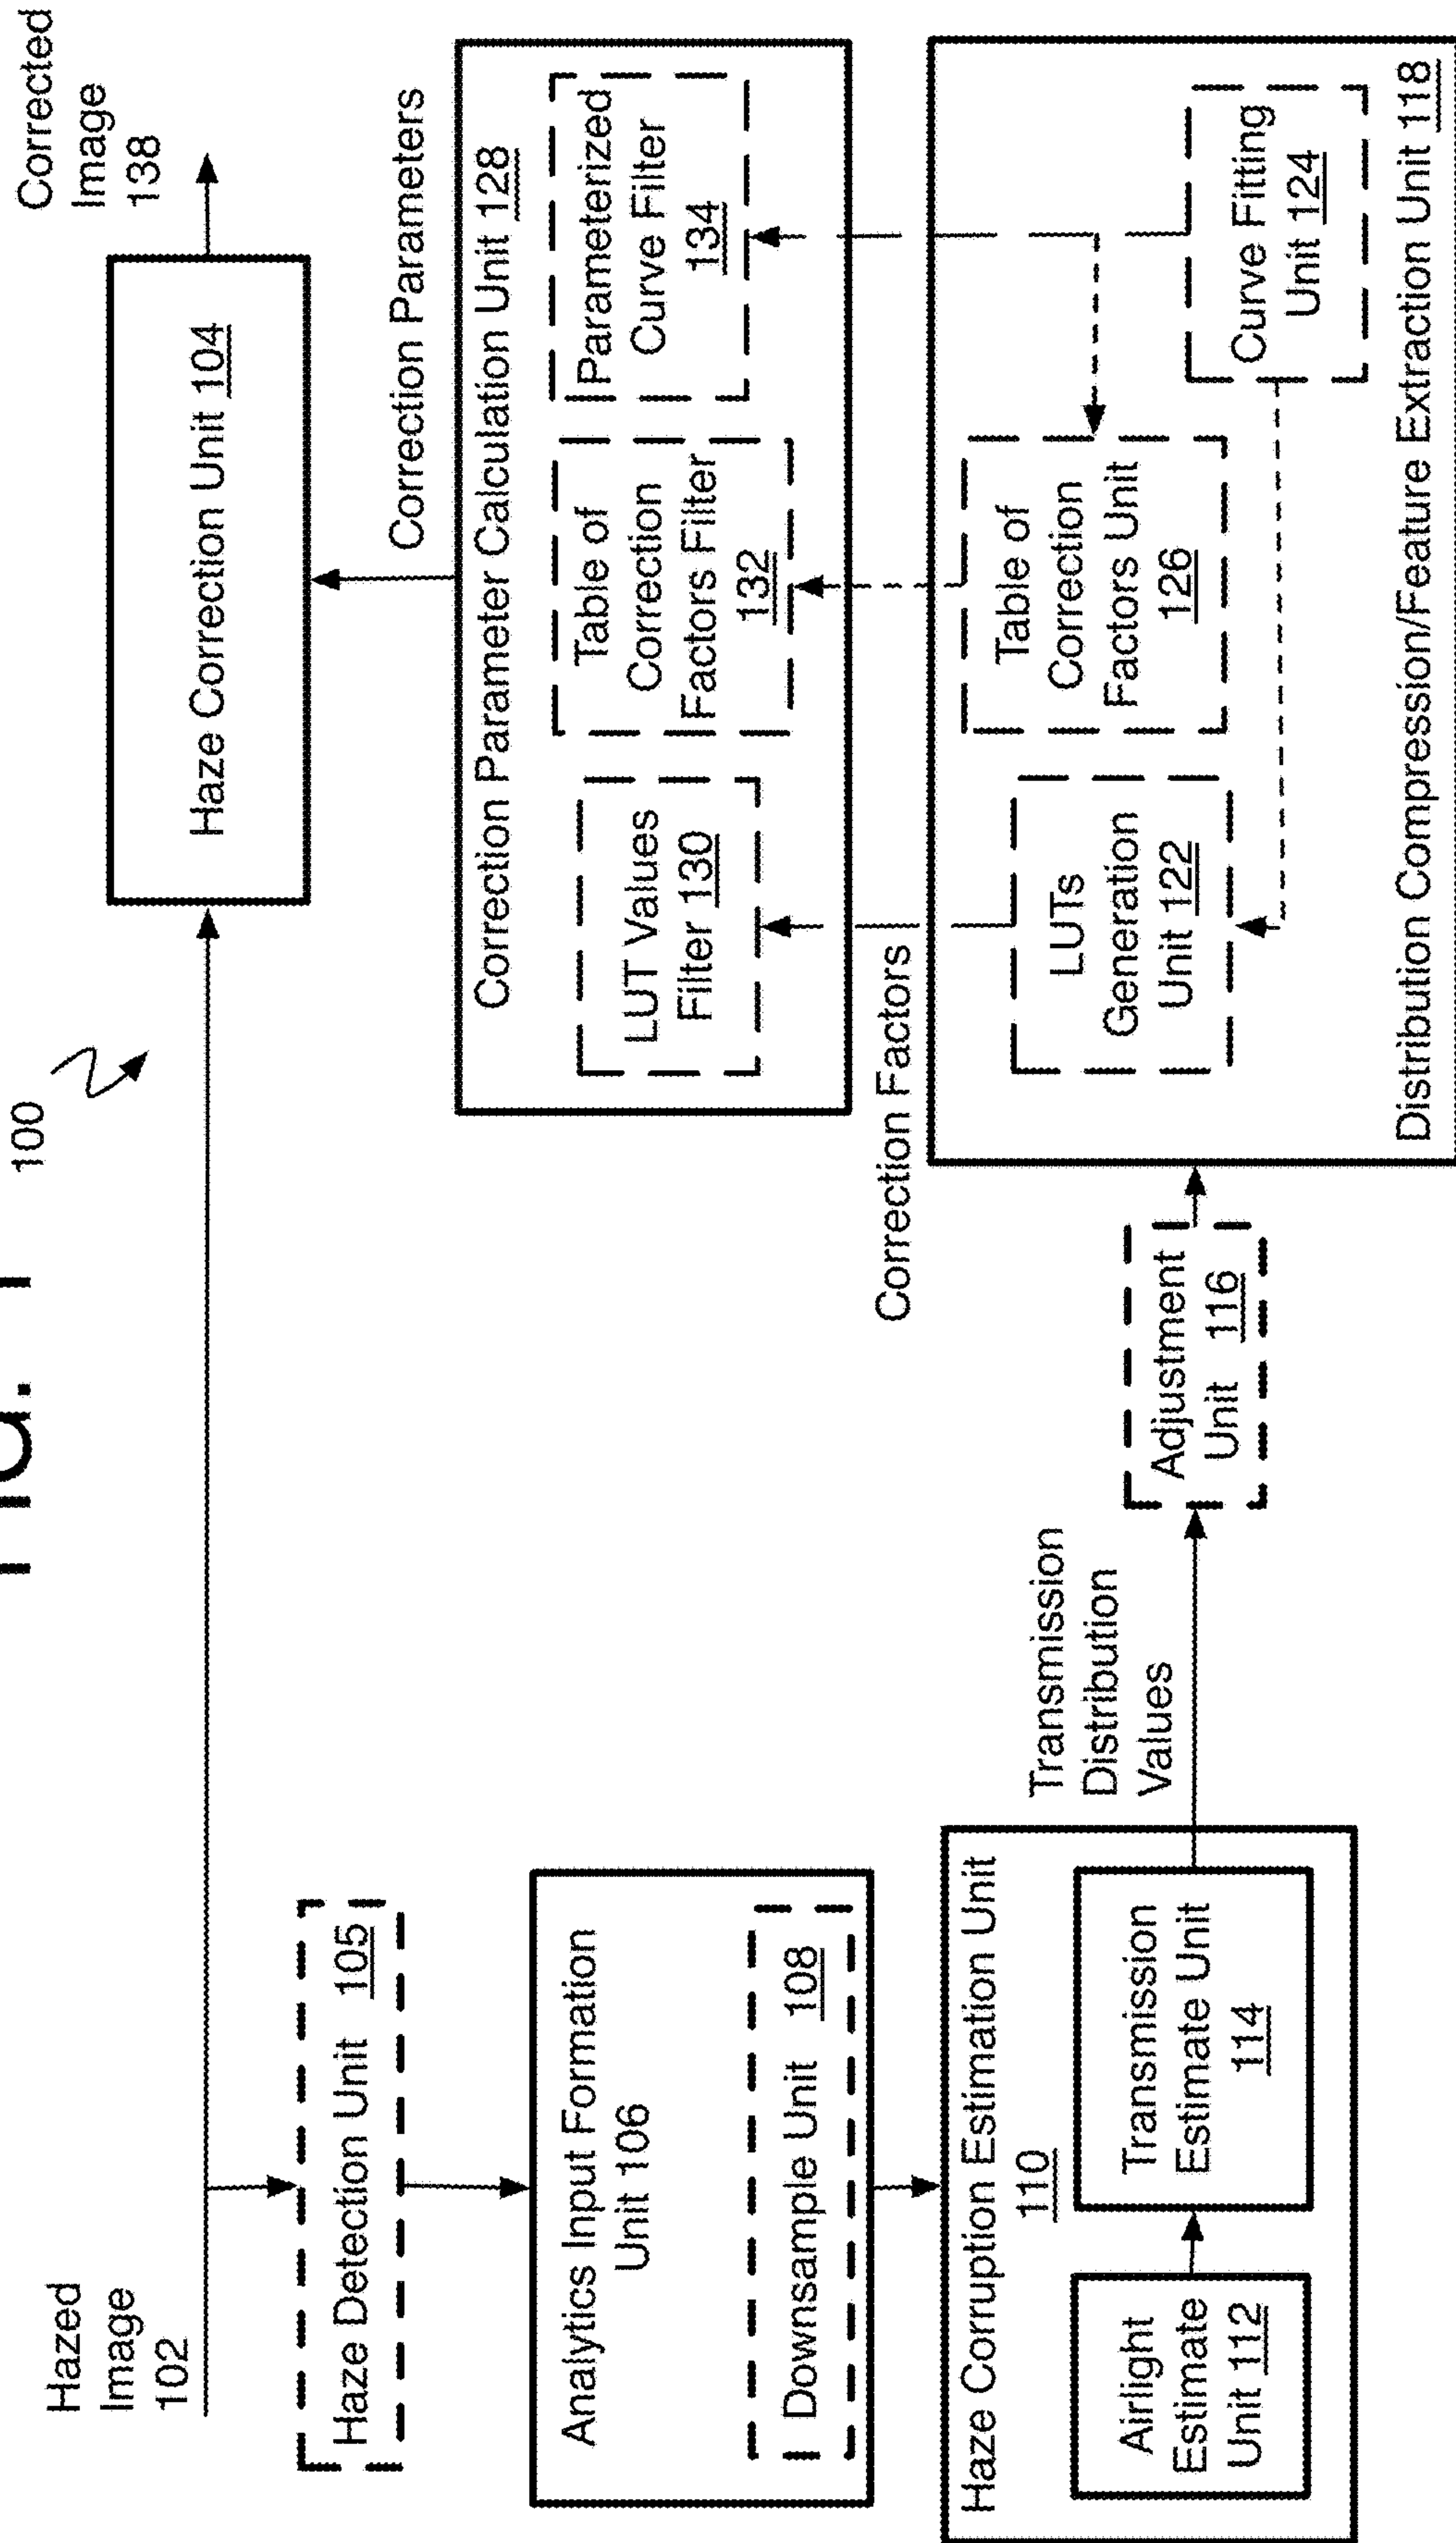 FIG. 1
100
Hazed
Image
102
Haze Detection Unit 105
Analytics Input Formation
Unit 106
Downsample Unit 108
Haze Corruption Estimation Unit
110
Airlight
Estimate
Unit 112
Transmission
Estimate Unit
114
Transmission
Distribution
Values
Adjustment
Unit 116
Haze Correction Unit 104
Corrected
Image
138
Correction Parameters
Correction Parameter Calculation Unit 128
LUT Values
Filter 130
Table of
Correction
Factors Filter
132
Parameterized
Curve Filter
134
Correction Factors
LUTs
Generation
Unit 122
Table of
Correction
Factors Unit
126
Curve Fitting
Unit 124
Distribution Compression/Feature Extraction Unit 118